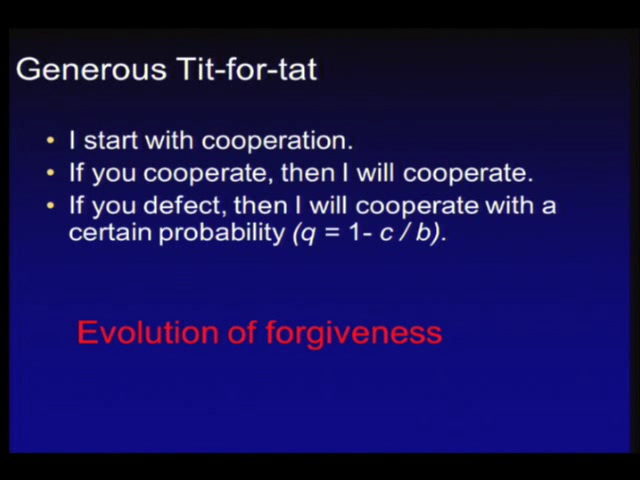 Generous Tit-for-tat
• I start with cooperation.
• If you cooperate, then I will cooperate.
• If you defect, then I will cooperate with a
certain probability (q = 1- c / b).
Evolution of forgiveness